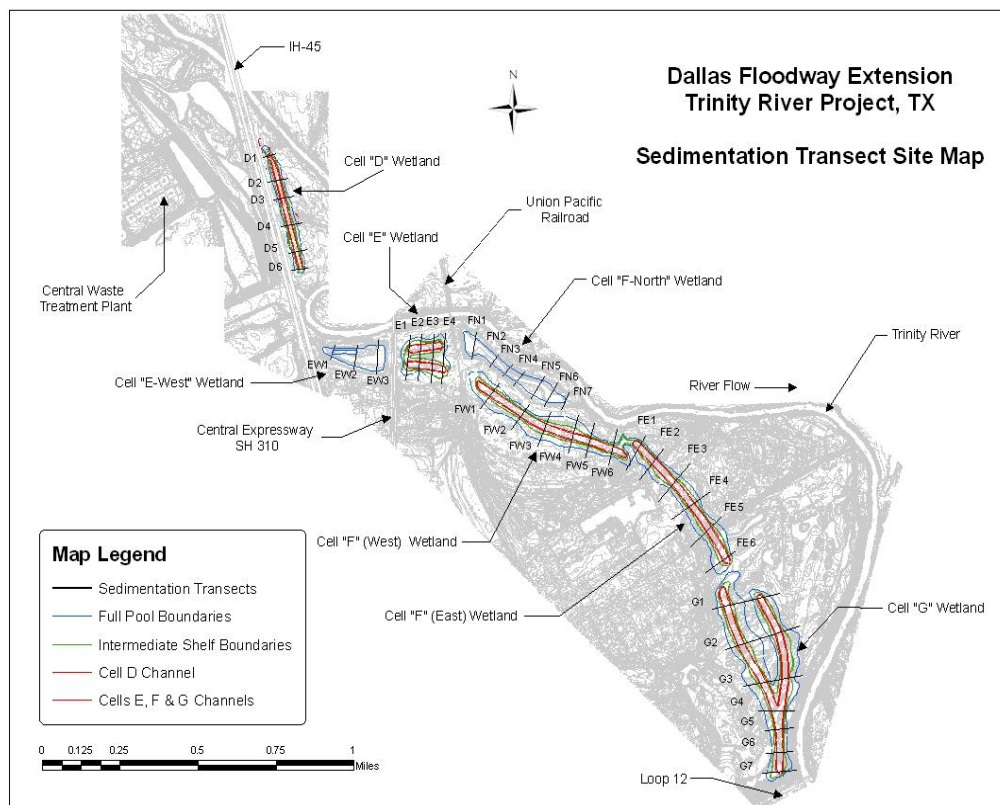 IH-45
N
Dallas Floodway Extension
Trinity River Project, TX
Sedimentation Transect Site Map
D1
D2
D3
D4
D5
D6
Cell "D" Wetland
Central Waste
Treatment Plant
Union Pacific
Railroad
Cell "E" Wetland
Cell "F-North" Wetland
E1 E2 E3 E4
FN1
FN2
FN3
FN4
FN5
FN6
FN7
Trinity River
River Flow
EW1
EW2
EW3
Cell "E-West" Wetland
Central Expressway
SH 310
FW1
FW2
FW3
FW4
FW5
FW6
FE1
FE2
FE3
FE4
FE5
FE6
Cell "F" (West) Wetland
Cell "F" (East) Wetland
G1
G2
G3
G4
G5
G6
G7
Cell "G" Wetland
Loop 12
Map Legend
Sedimentation Transects
Full Pool Boundaries
Intermediate Shelf Boundaries
Cell D Channel
Cells E, F & G Channels
0 0.125 0.25 0.5 0.75 1
Miles